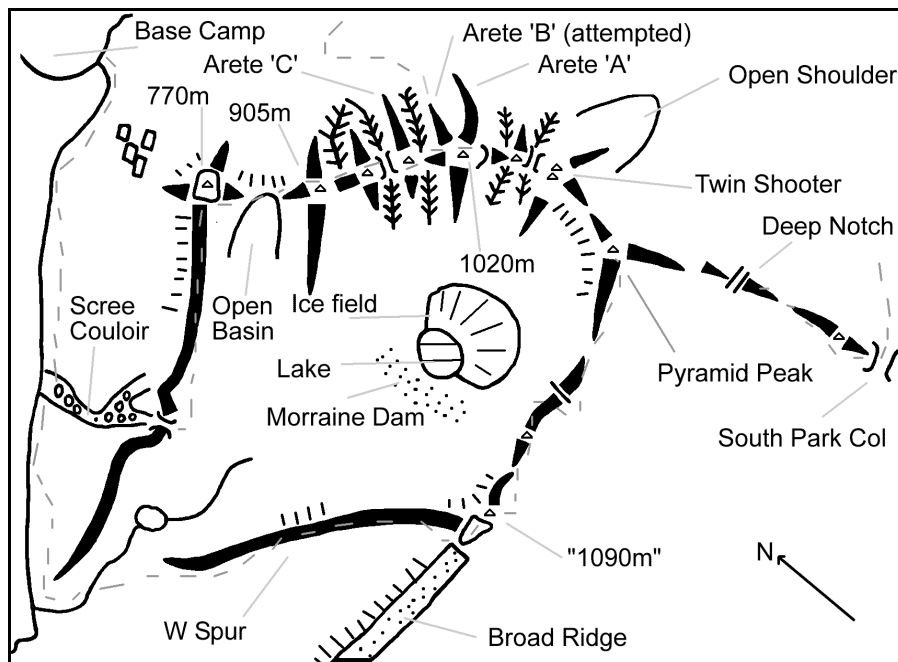 Base Camp
Arete 'B' (attempted)
Arete 'C'
Arete 'A'
Open Shoulder
770m
905m
Twin Shooter
Deep Notch
1020m
Scree
Couloir
Open
Basin
Ice field
Lake
Pyramid Peak
Morraine Dam
South Park Col
"1090m"
N
W Spur
Broad Ridge